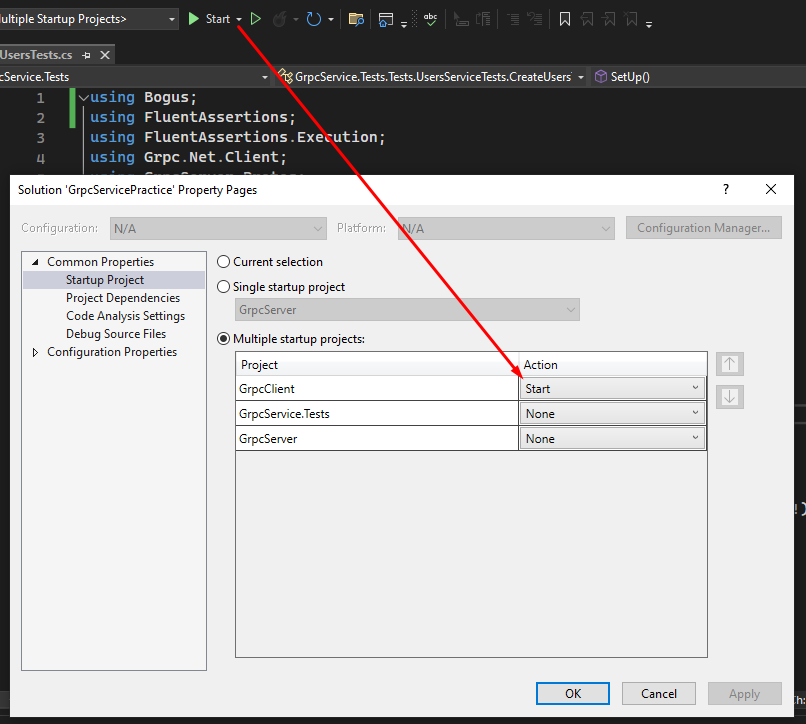 ultiple Startup Projects>
Start
abc
UsersTests.cs
cService.Tests
GrpcService.Tests.Tests.UsersServiceTests.CreateUsers
SetUp()
1 using Bogus;
2 using FluentAssertions;
3 using FluentAssertions.Execution;
4 using Grpc.Net.Client;
Solution 'GrpcServicePractice' Property Pages
?
Configuration: N/A Platform: N/A Configuration Manager...
Common Properties
Startup Project
Project Dependencies
Code Analysis Settings
Debug Source Files
Configuration Properties
Current selection
Single startup project
GrpcServer
Multiple startup projects:
Project Action
GrpcClient Start
GrpcService.Tests None
GrpcServer None
OK Cancel Apply